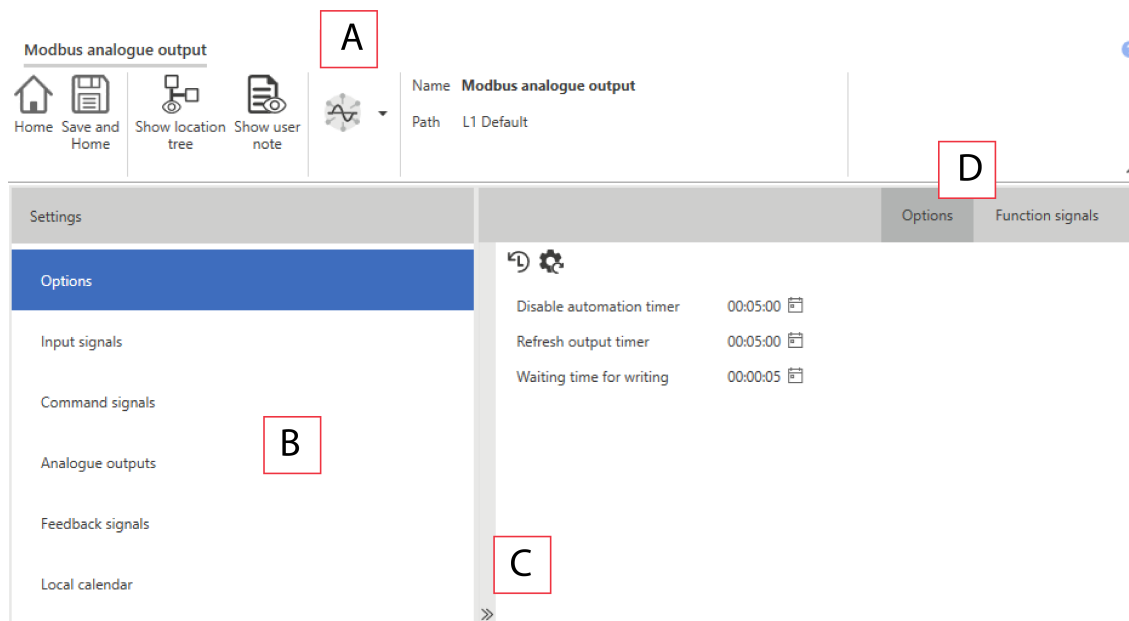 A
Modbus analogue output
Home
Save and
Home
Show location
tree
Show user
note
Name Modbus analogue output
Path L1 Default
D
Settings
Options Function signals
Options
Input signals
Command signals
Analogue outputs
Feedback signals
Local calendar
B
C
Disable automation timer 00:05:00
Refresh output timer 00:05:00
Waiting time for writing 00:00:05